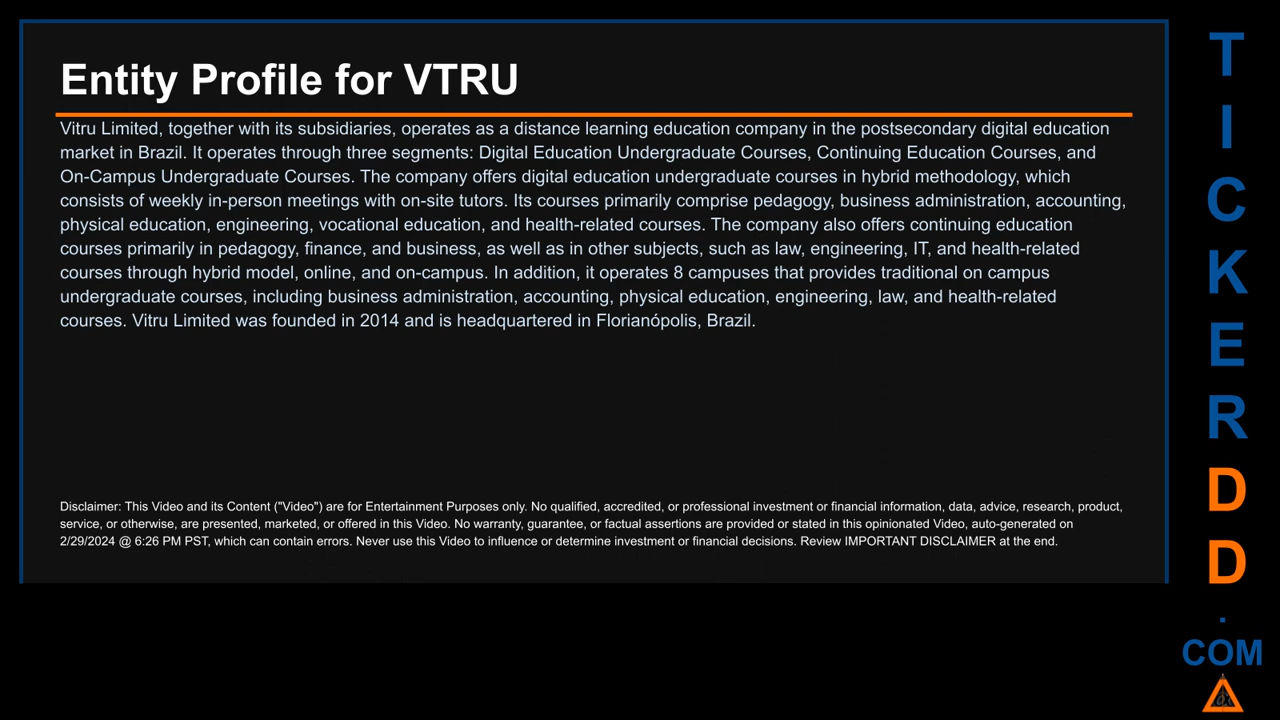 Entity Profile for VTRU
Vitru Limited, together with its subsidiaries, operates as a distance learning education company in the postsecondary digital education
market in Brazil. It operates through three segments: Digital Education Undergraduate Courses, Continuing Education Courses, and
On-Campus Undergraduate Courses. The company offers digital education undergraduate courses in hybrid methodology, which
consists of weekly in-person meetings with on-site tutors. Its courses primarily comprise pedagogy, business administration, accounting,
physical education, engineering, vocational education, and health-related courses. The company also offers continuing education
courses primarily in pedagogy, finance, and business, as well as in other subjects, such as law, engineering, IT, and health-related
courses through hybrid model, online, and on-campus. In addition, it operates 8 campuses that provides traditional on campus
undergraduate courses, including business administration, accounting, physical education, engineering, law, and health-related
courses. Vitru Limited was founded in 2014 and is headquartered in Florianópolis, Brazil.
Disclaimer: This Video and its Content ("Video") are for Entertainment Purposes only. No qualified, accredited, or professional investment or financial information, data, advice, research, product,
service, or otherwise, are presented, marketed, or offered in this Video. No warranty, guarantee, or factual assertions are provided or stated in this opinionated Video, auto-generated on
2/29/2024 @ 6:26 PM PST, which can contain errors. Never use this Video to influence or determine investment or financial decisions. Review IMPORTANT DISCLAIMER at the end.
T
I
C
K
E
R
D
D
.
COM